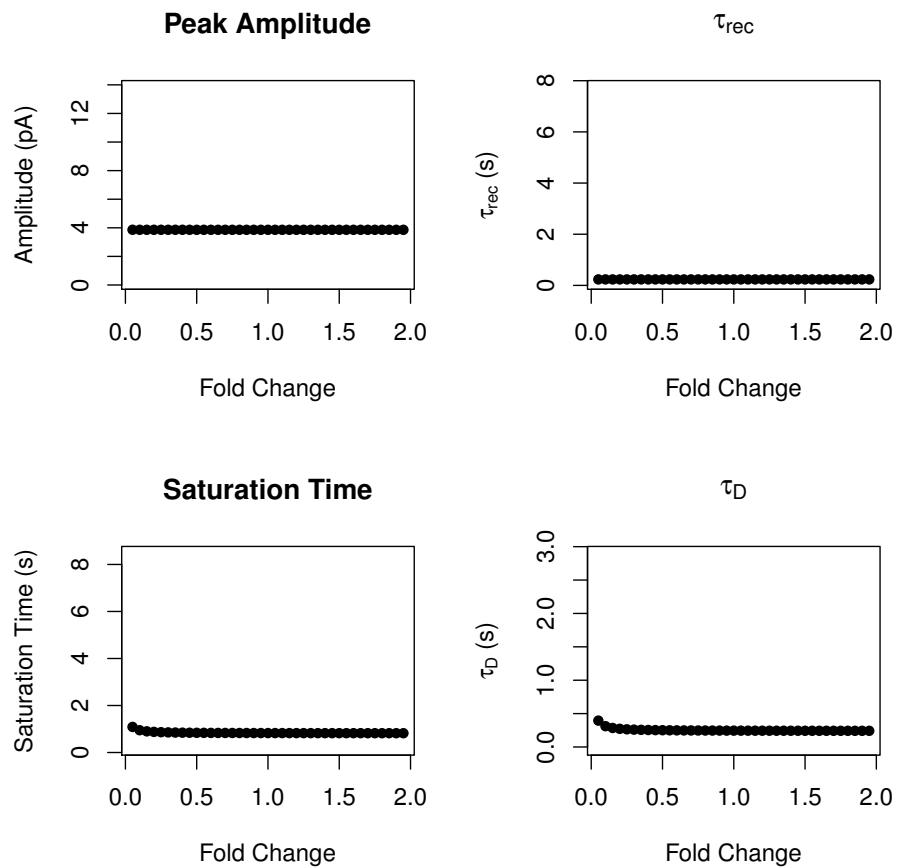 Peak Amplitude
Amplitude (pA)
0 4 8 12
0.0 0.5 1.0 1.5 2.0
Fold Change
τrec
τrec (s)
0 2 4 6 8
0.0 0.5 1.0 1.5 2.0
Fold Change
Saturation Time
Saturation Time (s)
0 2 4 6 8
0.0 0.5 1.0 1.5 2.0
Fold Change
τD
τD (s)
0.0 1.0 2.0 3.0
0.0 0.5 1.0 1.5 2.0
Fold Change